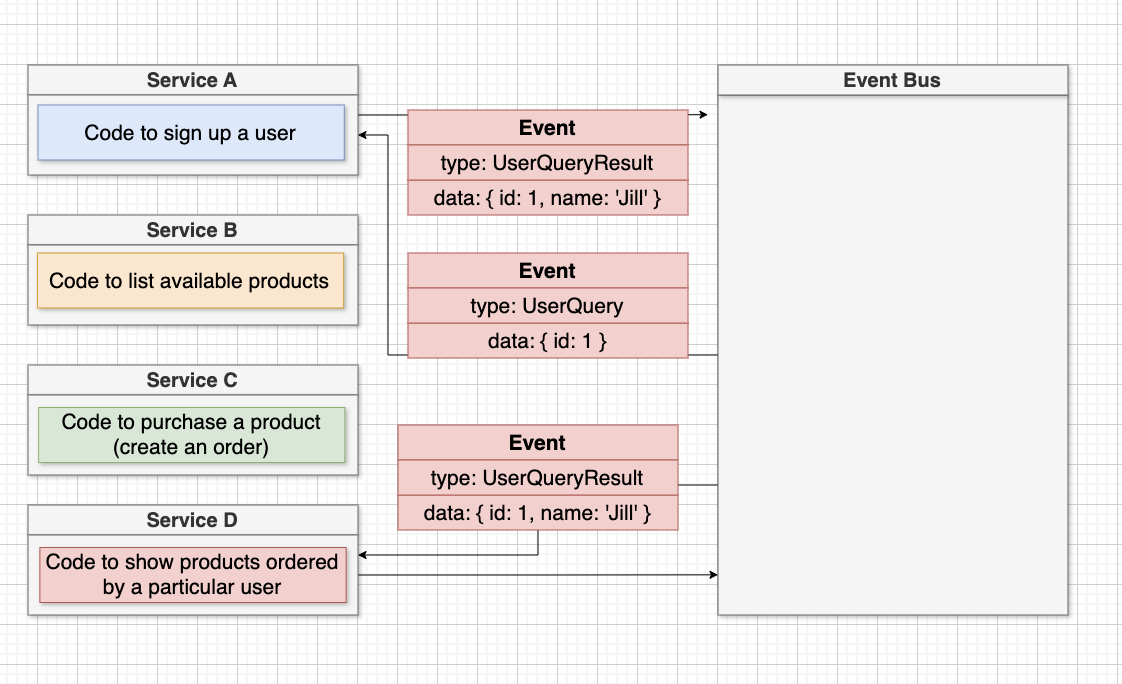 Service A
Code to sign up a user
Service B
Code to list available products
Service C
Code to purchase a product
(create an order)
Service D
Code to show products ordered
by a particular user
Event
type: UserQueryResult
data: { id: 1, name: 'Jill' }
Event
type: UserQuery
data: { id: 1 }
Event
type: UserQueryResult
data: { id: 1, name: 'Jill' }
Event Bus